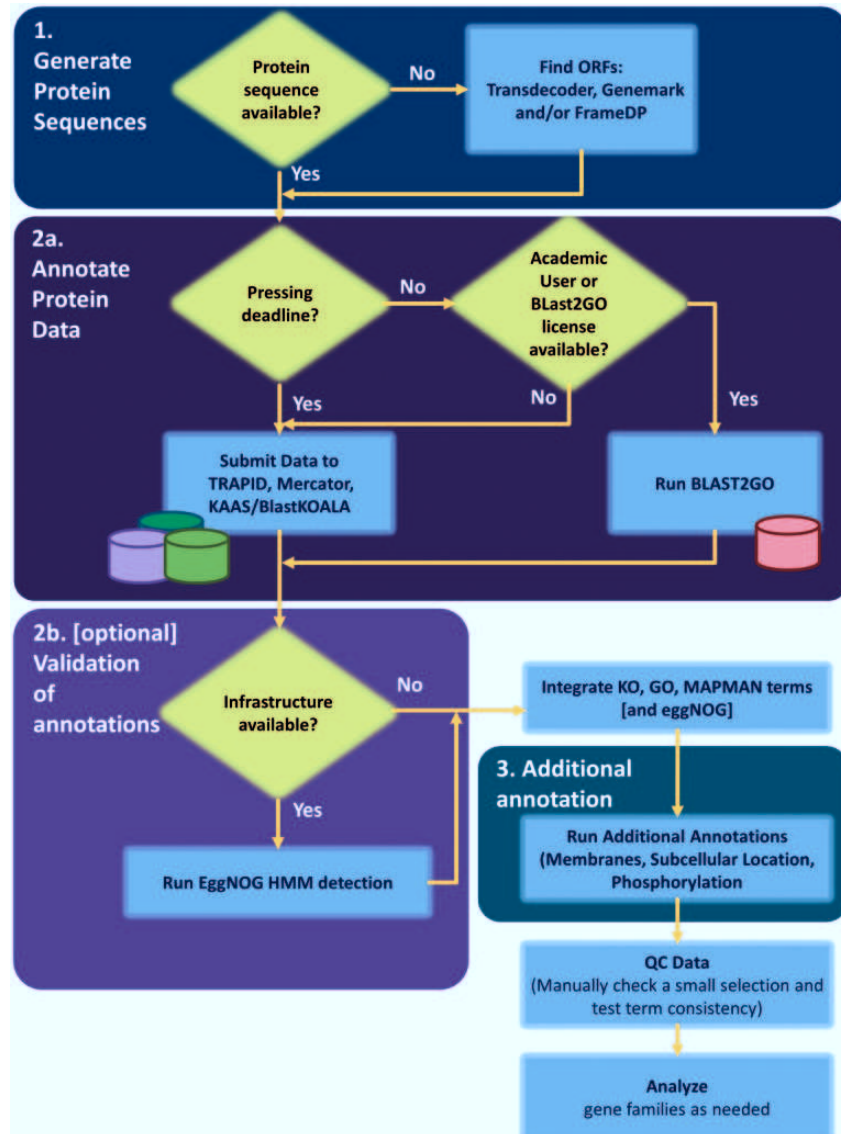 1.
Generate
Protein
Sequences
Protein
sequence
available?
No
Find ORFs:
Transdecoder, Genemark
and/or FrameDP
Yes
2a.
Annotate
Protein
Data
Pressing
deadline?
No
Academic
User or
BLast2GO
license
available?
Yes
No
Yes
Submit Data to
TRAPID, Mercator,
KAAS/BlastKOALA
Run BLAST2GO
2b. [optional]
Validation
of
annotations
Infrastructure
available?
No
Integrate KO, GO, MAPMAN terms
[and eggNOG]
Yes
Run EggNOG HMM detection
3. Additional
annotation
Run Additional Annotations
(Membranes, Subcellular Location,
Phosphorylation
QC Data
(Manually check a small selection and
test term consistency)
Analyze
gene families as needed